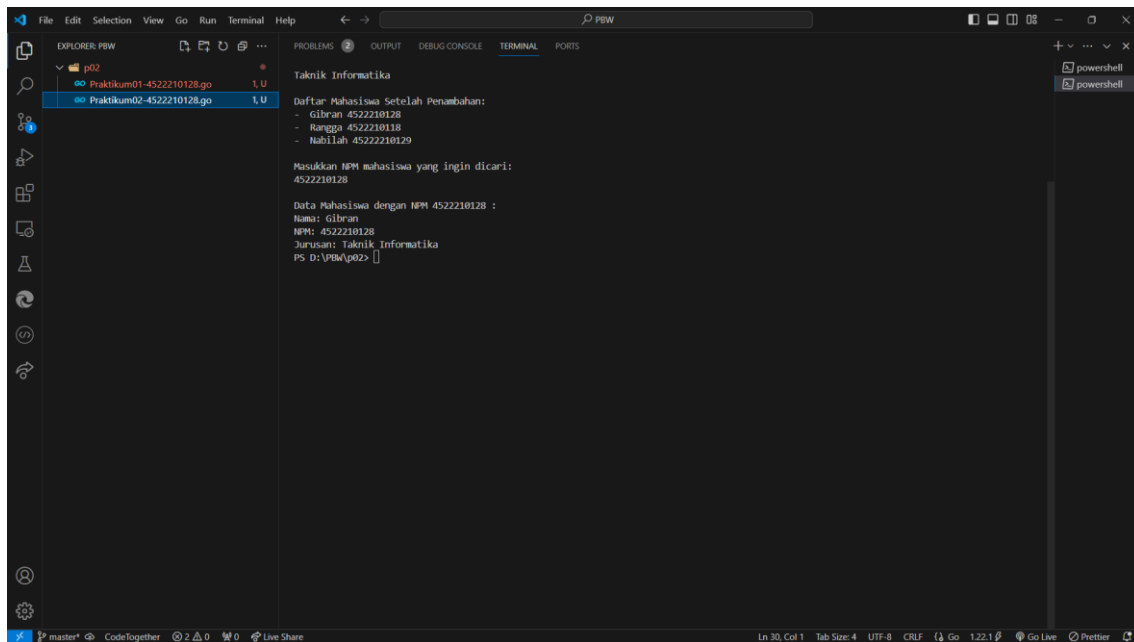 File Edit Selection View Go Run Terminal Help
PBW
EXPLORER: PBW
p02
Praktikum01-4522210128.go 1, U
Praktikum02-4522210128.go 1, U
3
PROBLEMS 2 OUTPUT DEBUG CONSOLE TERMINAL PORTS
powershell
powershell
Taknik Informatika
Daftar Mahasiswa Setelah Penambahan:
- Gibran 4522210128
- Rangga 4522210118
- Nabilah 45222210129
Masukkan NPM mahasiswa yang ingin dicari:
4522210128
Data Mahasiswa dengan NPM 4522210128 :
Nama: Gibran
NPM: 4522210128
Jurusan: Taknik Informatika
PS D:\PBW\p02>
master* CodeTogether 2 0 0 Live Share
Ln 30, Col 1 Tab Size: 4 UTF-8 CRLF Go 1.22.1 Go Live Prettier